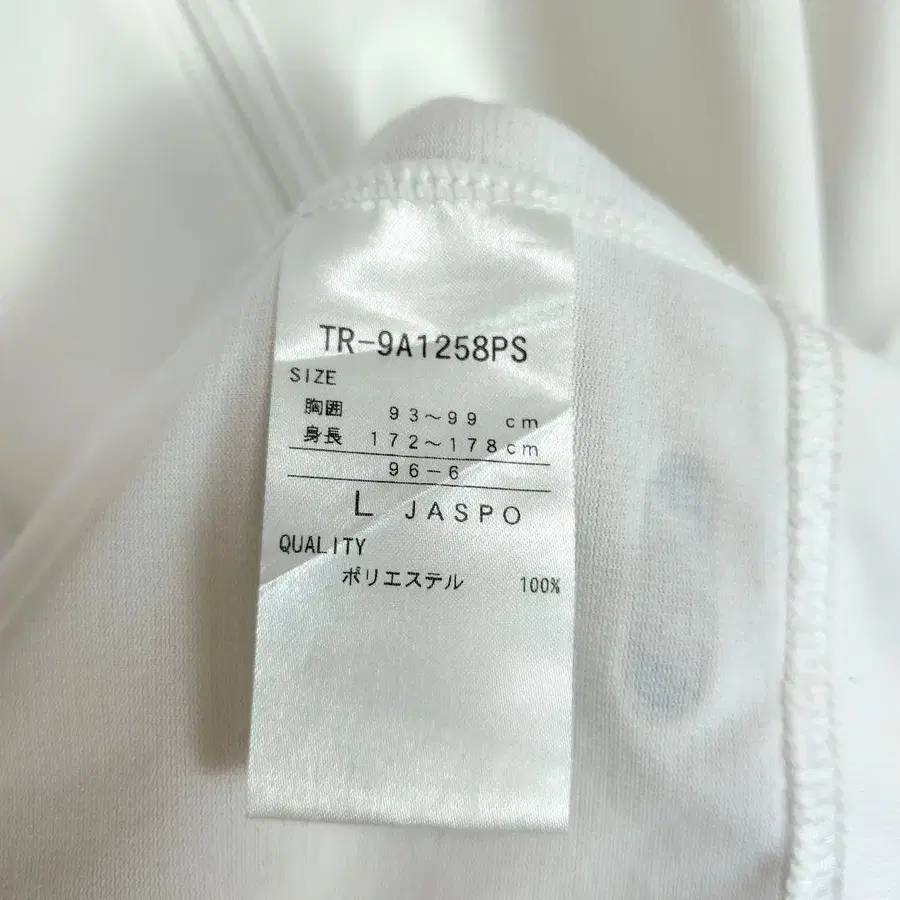 TR-9A1258PS
SIZE
胸囲 93～99 cm
身長 172～178cm
96-6
L JASPO
QUALITY
ポリエステル 100%